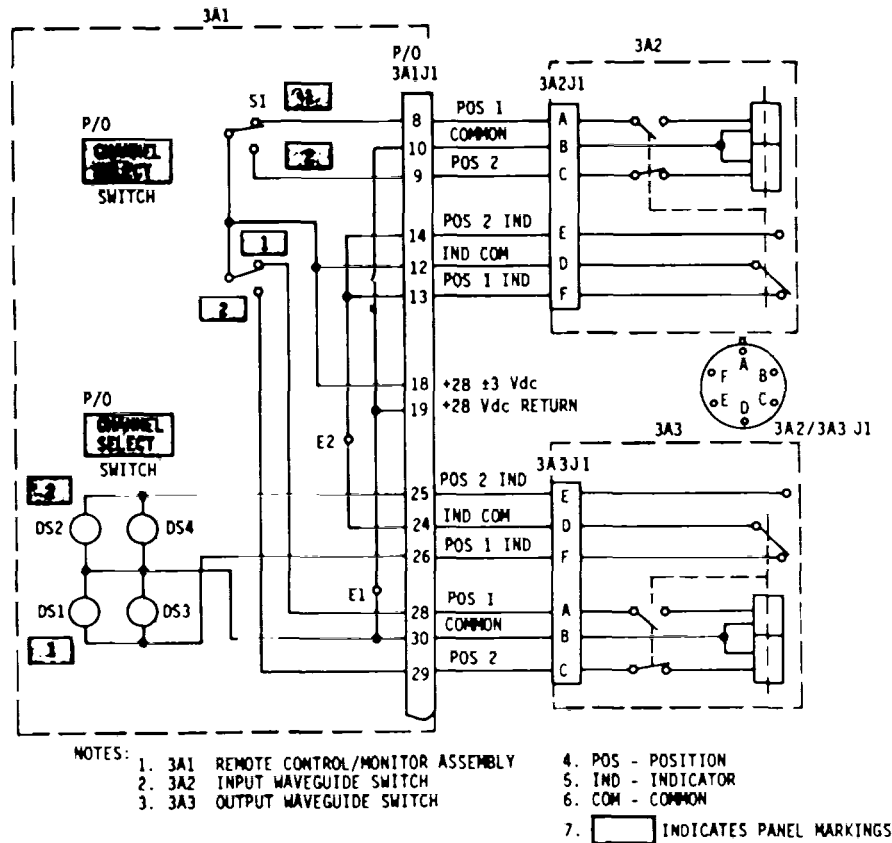 3A1
P/O
3A1J1
3A2
3A2J1
S1
P/O
CHANNEL
SELECT
SWITCH
2
1
2
8
10
9
14
12
13
18
19
25
24
26
28
30
29
POS 1
COMMON
POS 2
POS 2 IND
IND COM
POS 1 IND
+28 ±3 Vdc
+28 Vdc RETURN
A
B
C
E
D
F
A
B
C
D
E
F
3A2/3A3 J1
P/O
CHANNEL
SELECT
SWITCH
2
DS2
DS4
DS1
DS3
1
E2
E1
3A3
3A3J1
POS 2 IND
IND COM
POS 1 IND
POS 1
COMMON
POS 2
E
D
F
A
B
C
NOTES:
1. 3A1 REMOTE CONTROL/MONITOR ASSEMBLY
2. 3A2 INPUT WAVEGUIDE SWITCH
3. 3A3 OUTPUT WAVEGUIDE SWITCH
4. POS - POSITION
5. IND - INDICATOR
6. COM - COMMON
7. INDICATES PANEL MARKINGS